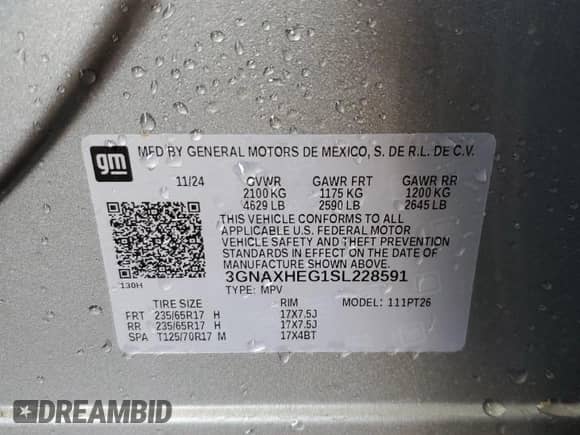 gm
MFD BY GENERAL MOTORS DE MEXICO, S. DE R.L. DE C.V.
11/24 GVWR GAWR FRT GAWR RR
2100 KG 1175 KG 1200 KG
4629 LB 2590 LB 2645 LB
THIS VEHICLE CONFORMS TO ALL
APPLICABLE U.S. FEDERAL MOTOR
VEHICLE SAFETY AND THEFT PREVENTION
STANDARDS IN EFFECT ON THE DATE OF
MANUFACTURE SHOWN ABOVE.
3GNAXHEG1SL228591
130H TYPE: MPV
TIRE SIZE RIM MODEL: 111PT26
FRT 235/65R17 H 17X7.5J
RR 235/65R17 H 17X7.5J
SPA T125/70R17 M 17X4BT
DREAMBID